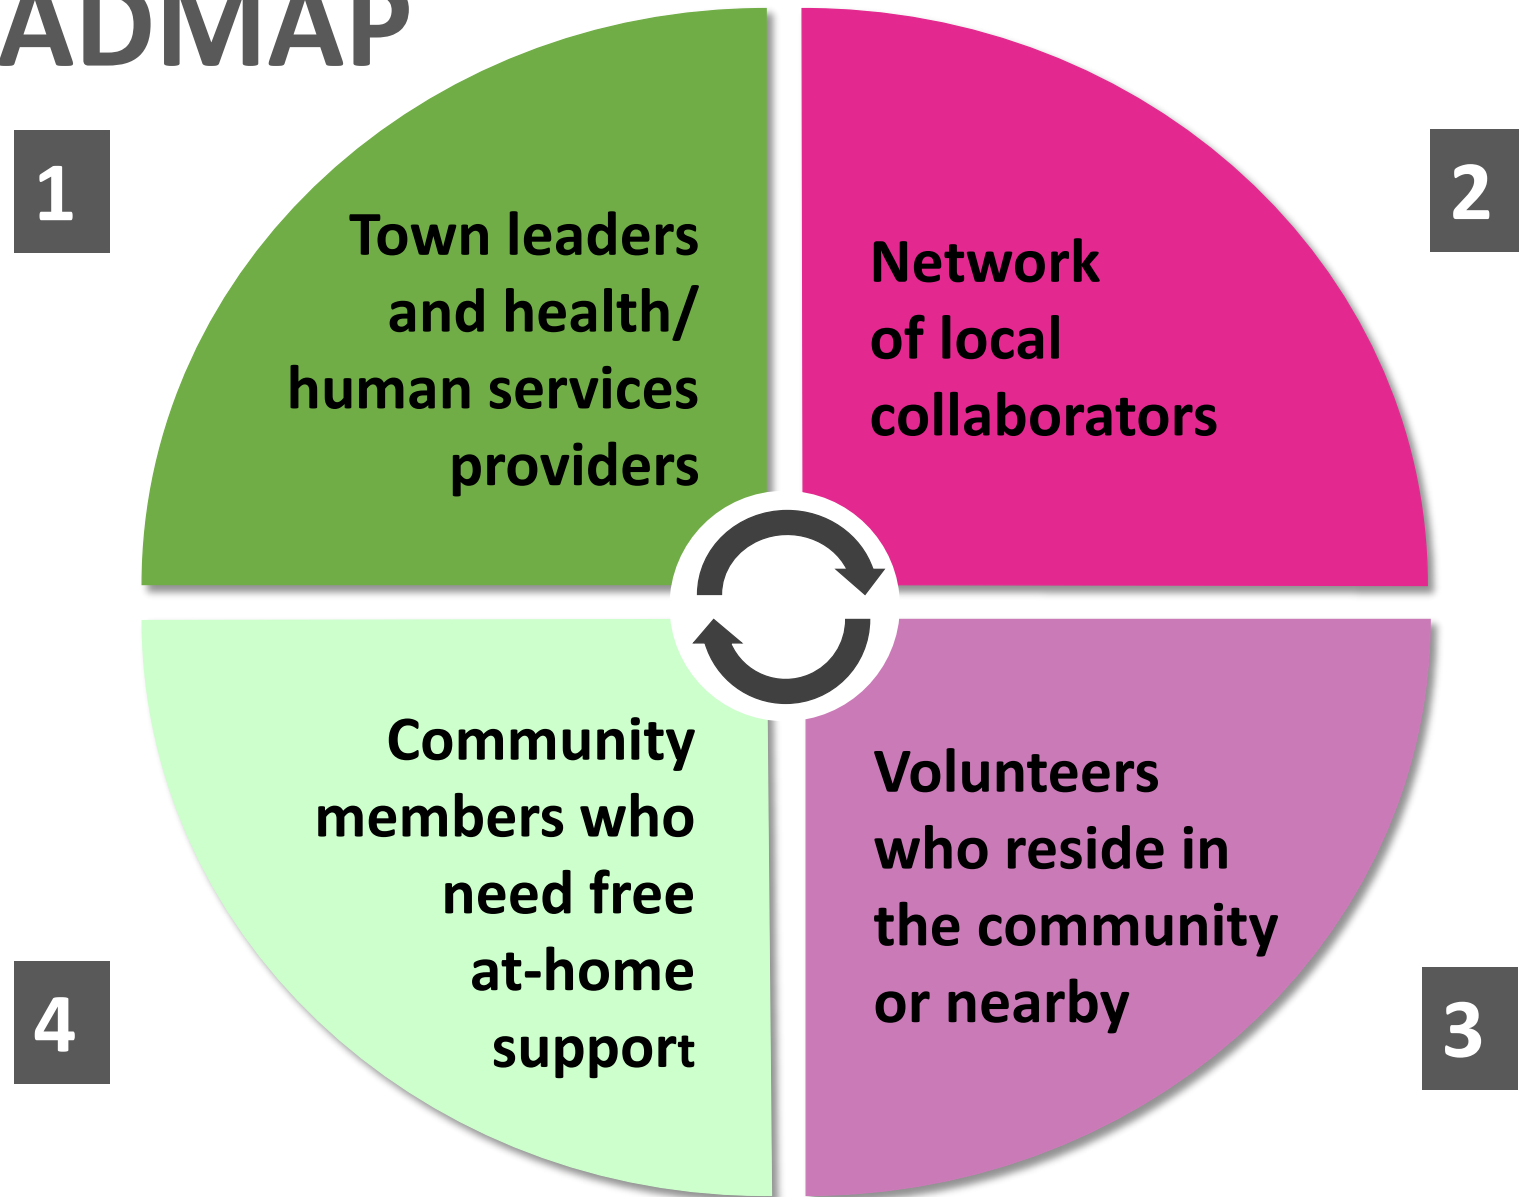 ADMAP
1
Town leaders
and health/
human services
providers
2
Network
of local
collaborators
3
Volunteers
who reside in
the community
or nearby
4
Community
members who
need free
at-home
support